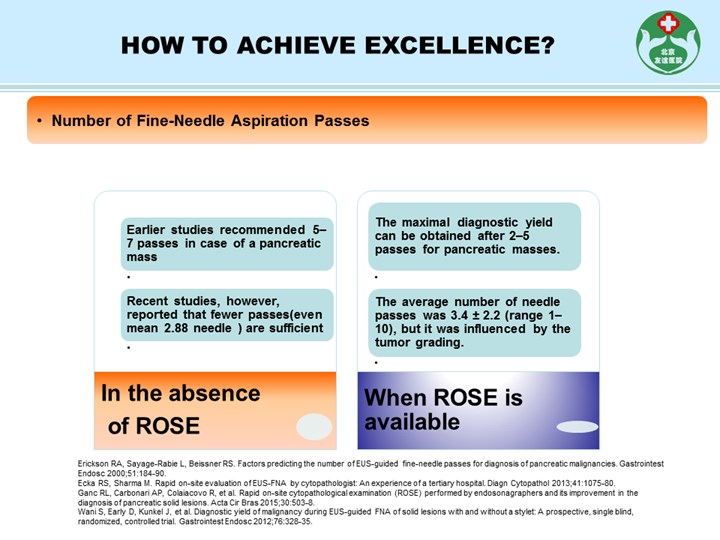 HOW TO ACHIEVE EXCELLENCE?
北京
友谊医院
• Number of Fine-Needle Aspiration Passes
Earlier studies recommended 5–
7 passes in case of a pancreatic
mass
•
Recent studies, however,
reported that fewer passes(even
mean 2.88 needle ) are sufficient
•
In the absence
of ROSE
The maximal diagnostic yield
can be obtained after 2–5
passes for pancreatic masses.
•
The average number of needle
passes was 3.4 ± 2.2 (range 1–
10), but it was influenced by the
tumor grading.
•
When ROSE is
available
Erickson RA, Sayage-Rabie L, Beissner RS. Factors predicting the number of EUS-guided fine-needle passes for diagnosis of pancreatic malignancies. Gastrointest
Endosc 2000;51:184-90.
Ecka RS, Sharma M. Rapid on-site evaluation of EUS-FNA by cytopathologist: An experience of a tertiary hospital. Diagn Cytopathol 2013;41:1075-80.
Ganc RL, Carbonari AP, Colaiacovo R, et al. Rapid on-site cytopathological examination (ROSE) performed by endosonagraphers and its improvement in the
diagnosis of pancreatic solid lesions. Acta Cir Bras 2015;30:503-8.
Wani S, Early D, Kunkel J, et al. Diagnostic yield of malignancy during EUS-guided FNA of solid lesions with and without a stylet: A prospective, single blind,
randomized, controlled trial. Gastrointest Endosc 2012;76:328-35.